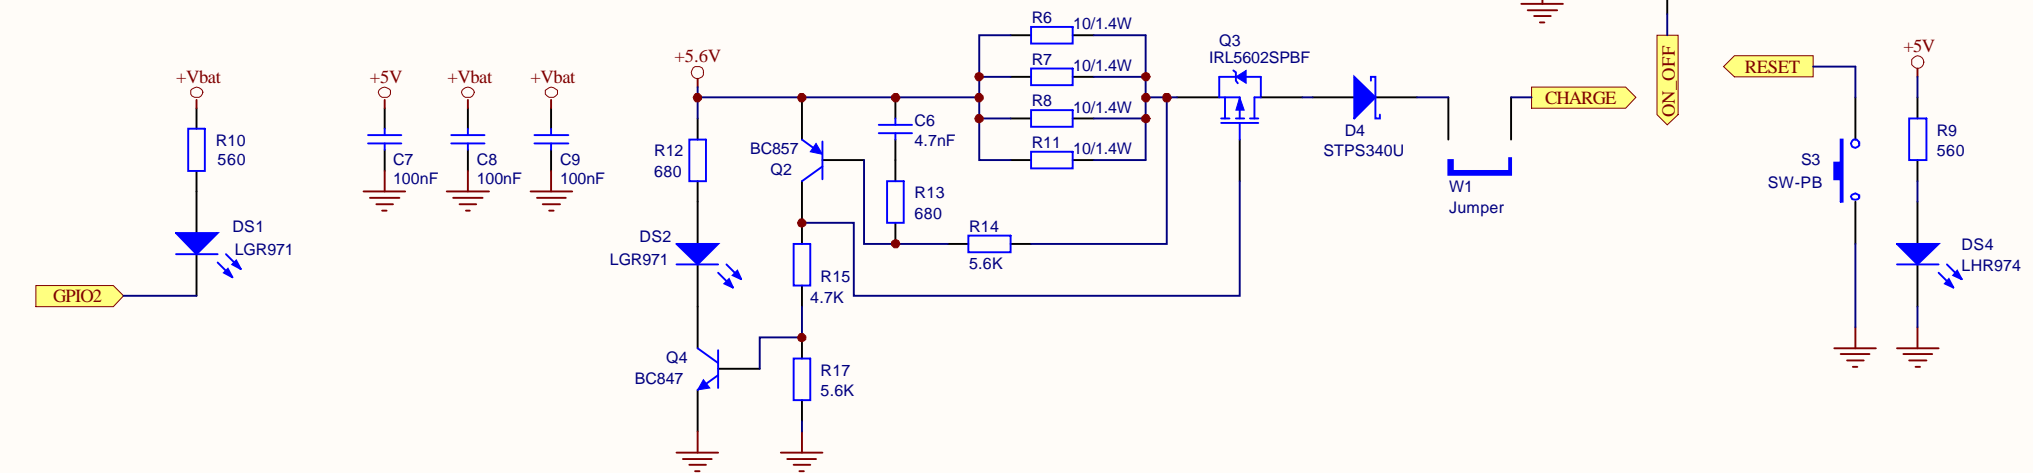 +Vbat
R10
560
DS1
LGR971
GPIO2
+5V
C7
100nF
+Vbat
C8
100nF
+Vbat
C9
100nF
+5.6V
R12
680
DS2
LGR971
Q4
BC847
BC857
Q2
R15
4.7K
R17
5.6K
C6
4.7nF
R13
680
R14
5.6K
R6
10/1.4W
R7
10/1.4W
R8
10/1.4W
R11
10/1.4W
Q3
IRL5602SPBF
D4
STPS340U
W1
Jumper
CHARGE
ON_OFF
RESET
S3
SW-PB
+5V
R9
560
DS4
LHR974